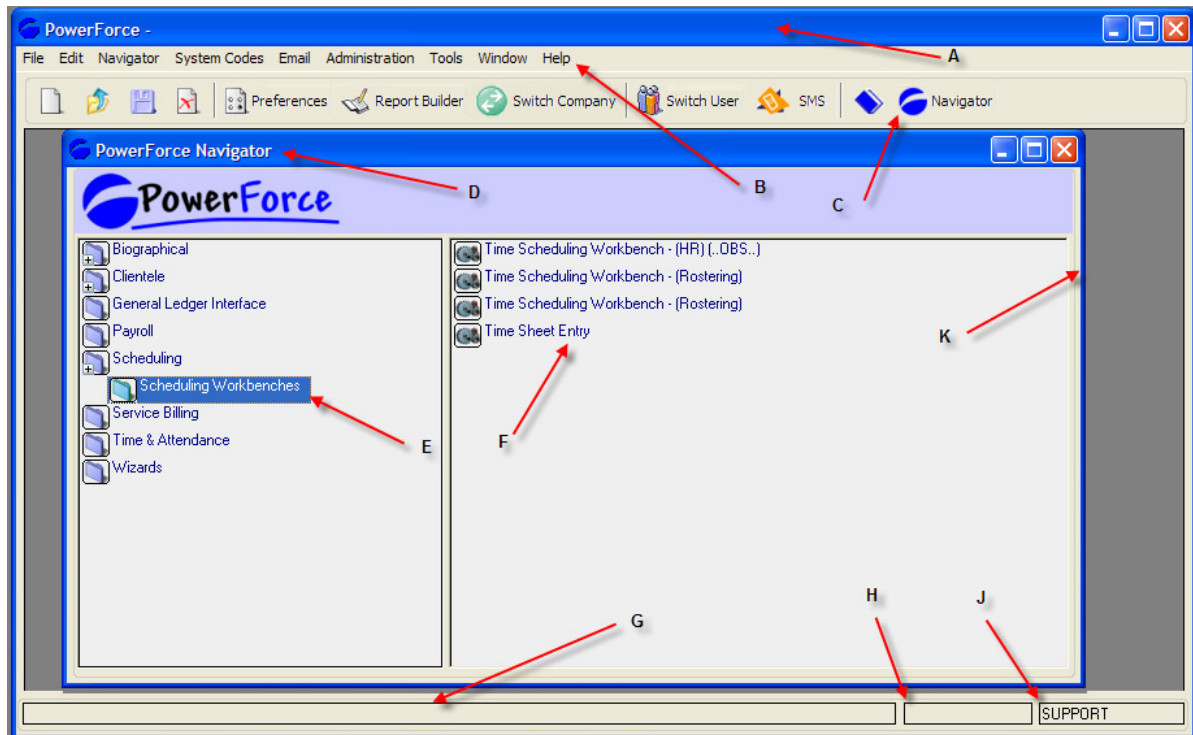 PowerForce -
A
File Edit Navigator System Codes Email Administration Tools Window Help
Preferences Report Builder Switch Company Switch User SMS Navigator
PowerForce Navigator
D
B
C
PowerForce
Biographical
Clientele
General Ledger Interface
Payroll
Scheduling
Scheduling Workbenches
Service Billing
Time & Attendance
Wizards
E
Time Scheduling Workbench - (HR) (..OBS..)
Time Scheduling Workbench - (Rostering)
Time Scheduling Workbench - (Rostering)
Time Sheet Entry
K
F
H
J
G
SUPPORT